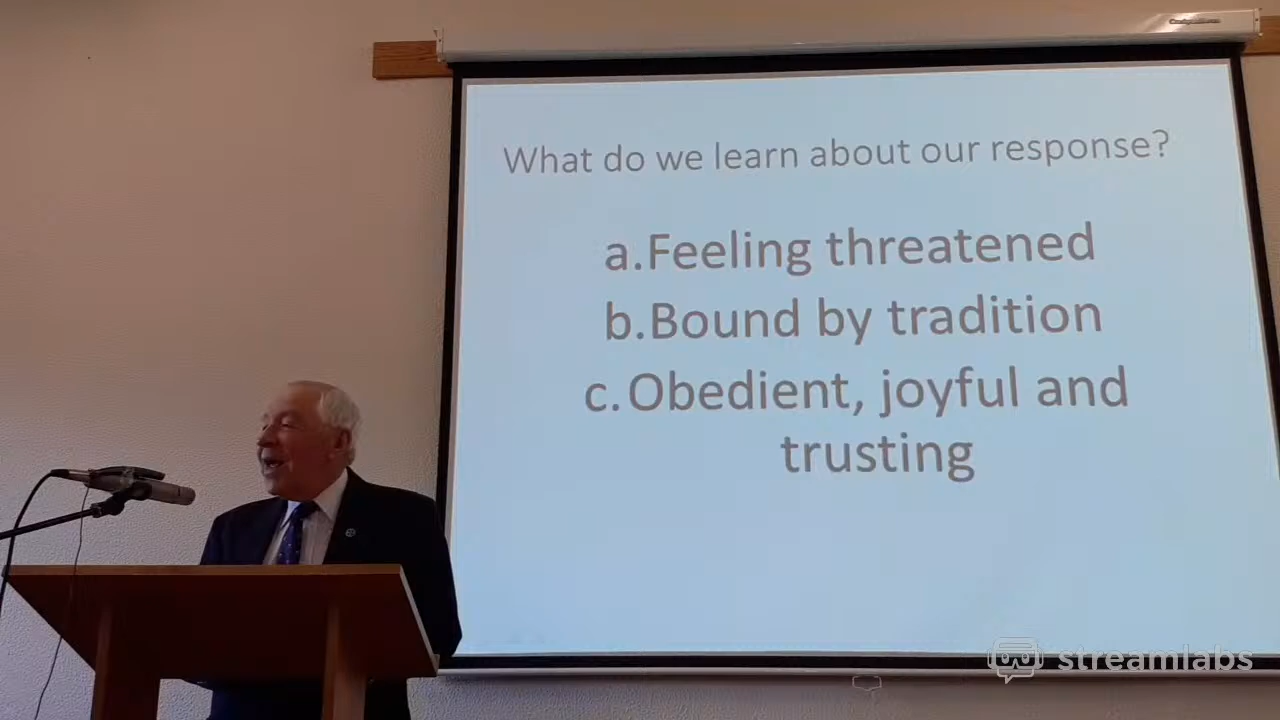 What do we learn about our response?
a.Feeling threatened
b.Bound by tradition
c.Obedient, joyful and
trusting
streamlabs